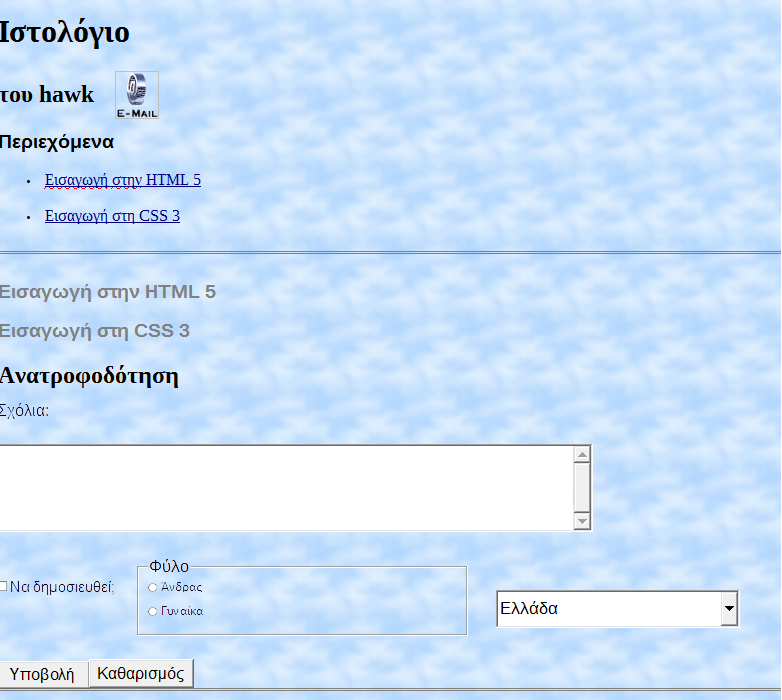 Ιστολόγιο
του hawk
E-MAIL
Περιεχόμενα
Εισαγωγή στην HTML 5
Εισαγωγή στη CSS 3
Εισαγωγή στην HTML 5
Εισαγωγή στη CSS 3
Ανατροφοδότηση
Σχόλια:
Φύλο
Να δημοσιευθεί;
Άνδρας
Γυναίκα
Ελλάδα
Υποβολή Καθαρισμός